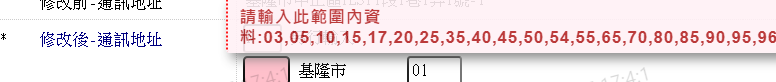 修改前-通訊地址
請輸入此範圍內資
料:03,05,10,15,17,20,25,35,40,45,50,54,55,65,70,80,85,90,95,96
* 修改後-通訊地址
基隆市 01